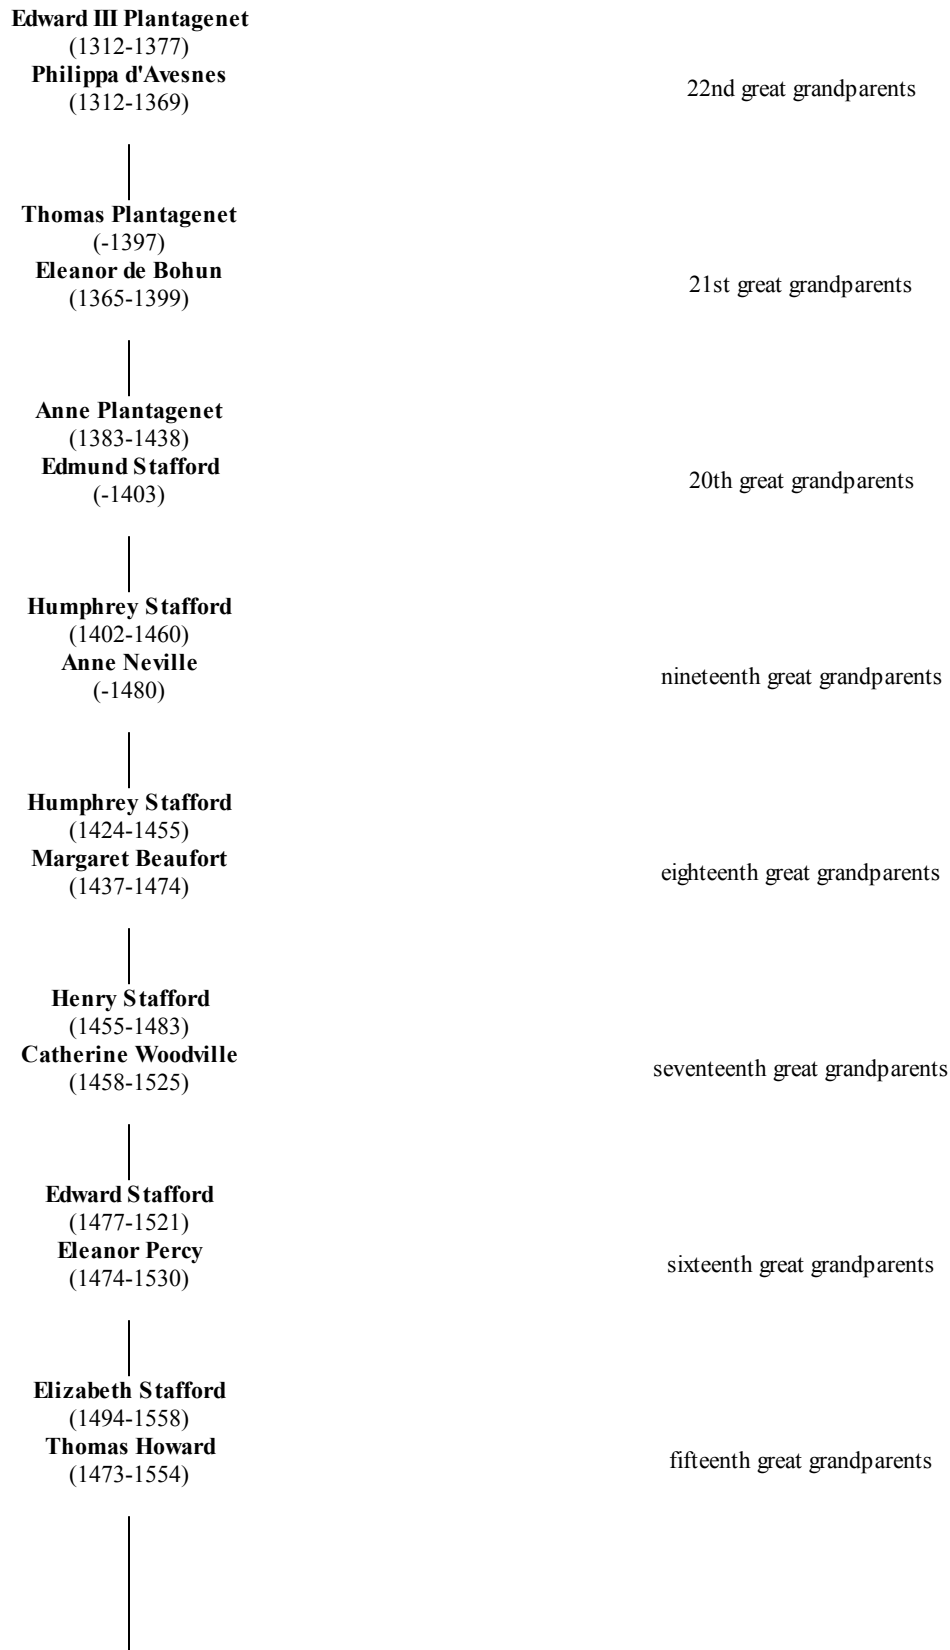 Edward III Plantagenet
(1312-1377)
Philippa d'Avesnes
(1312-1369)
22nd great grandparents
Thomas Plantagenet
(-1397)
Eleanor de Bohun
(1365-1399)
21st great grandparents
Anne Plantagenet
(1383-1438)
Edmund Stafford
(-1403)
20th great grandparents
Humphrey Stafford
(1402-1460)
Anne Neville
(-1480)
nineteenth great grandparents
Humphrey Stafford
(1424-1455)
Margaret Beaufort
(1437-1474)
eighteenth great grandparents
Henry Stafford
(1455-1483)
Catherine Woodville
(1458-1525)
seventeenth great grandparents
Edward Stafford
(1477-1521)
Eleanor Percy
(1474-1530)
sixteenth great grandparents
Elizabeth Stafford
(1494-1558)
Thomas Howard
(1473-1554)
fifteenth great grandparents